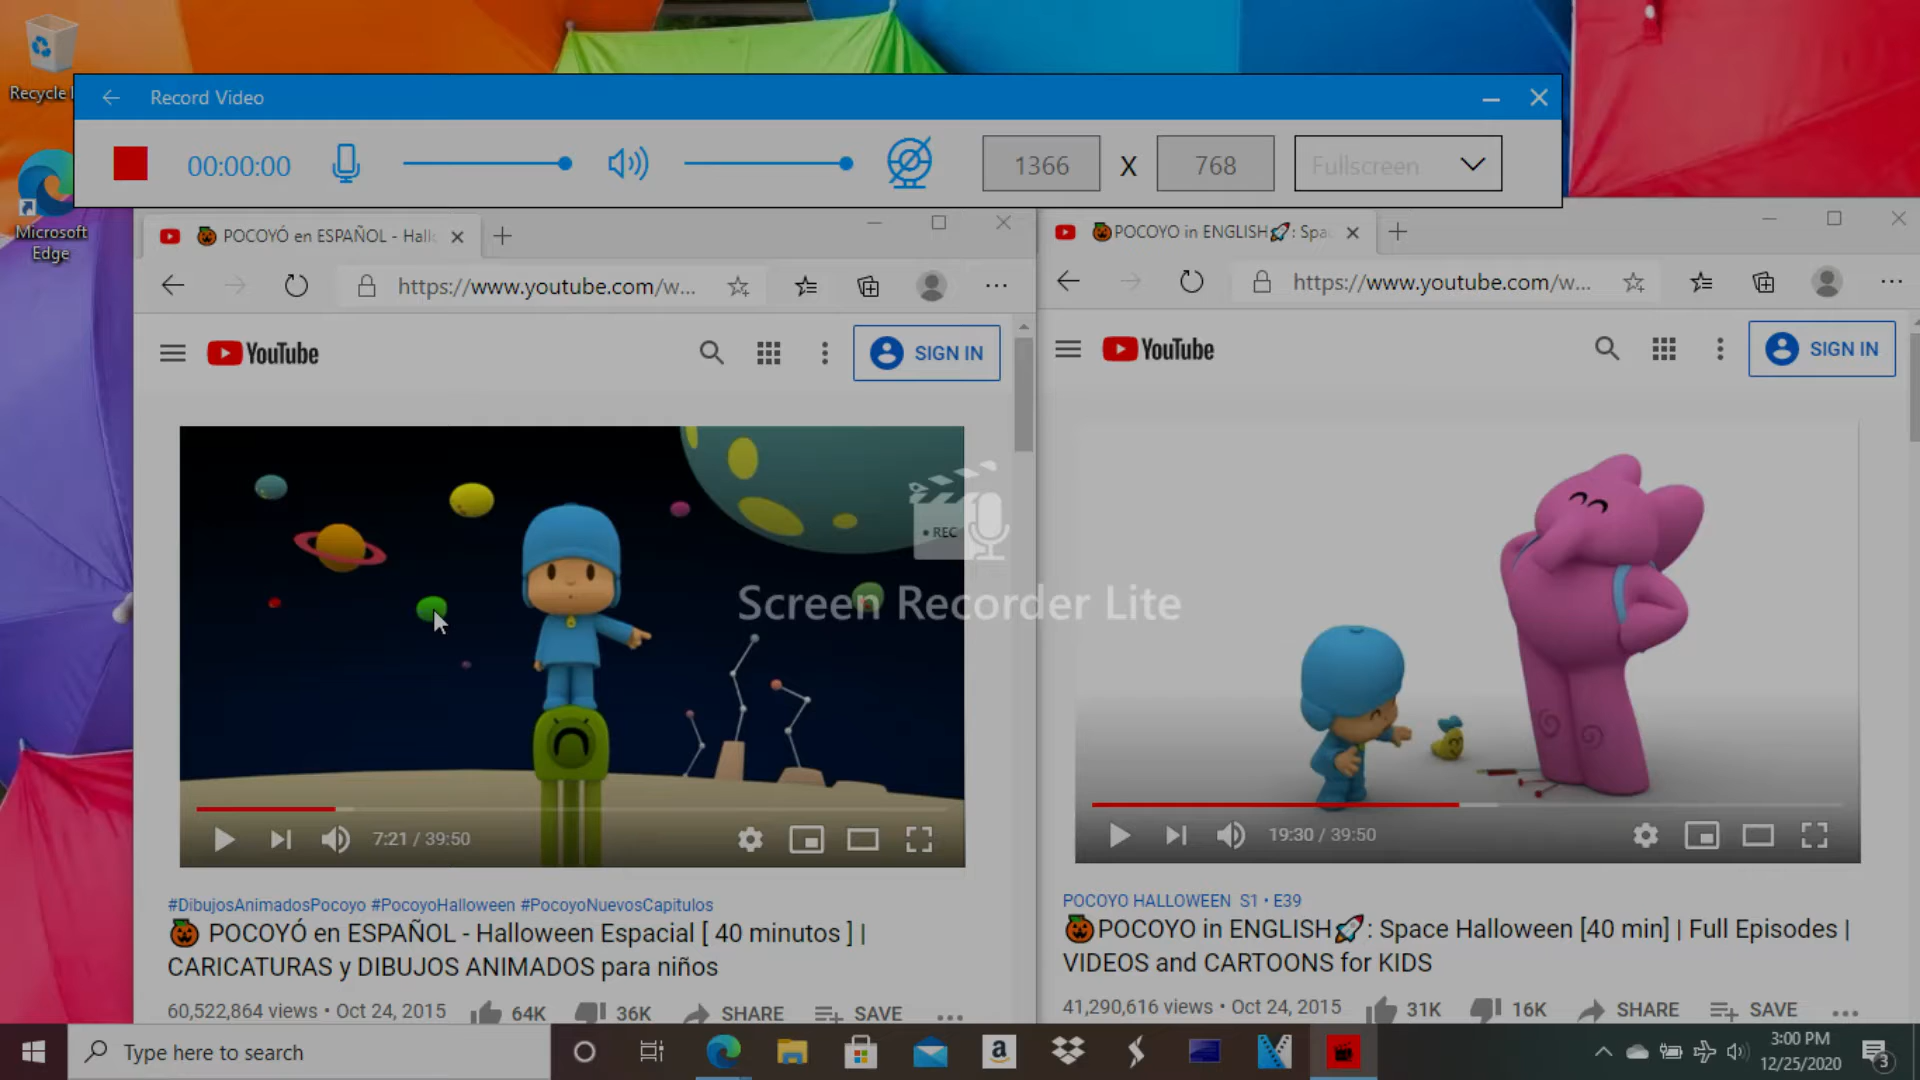 Recycle
Microsoft
Edge
Record Video
00:00:00
1366
X
768
Fullscreen
POCOYÓ en ESPAÑOL - Hall
https://www.youtube.com/w...
YouTube
SIGN IN
7:21 / 39:50
#DibujosAnimadosPocoyo #PocoyoHalloween #PocoyoNuevosCapitulos
🎃 POCOYÓ en ESPAÑOL - Halloween Espacial [ 40 minutos ] |
CARICATURAS y DIBUJOS ANIMADOS para niños
60,522,864 views • Oct 24, 2015
64K
36K
SHARE
SAVE
POCOYO in ENGLISH🚀: Spac
https://www.youtube.com/w...
YouTube
SIGN IN
19:30 / 39:50
POCOYO HALLOWEEN S1 • E39
🎃POCOYO in ENGLISH🚀: Space Halloween [40 min] | Full Episodes |
VIDEOS and CARTOONS for KIDS
41,290,616 views • Oct 24, 2015
31K
16K
SHARE
SAVE
• REC
Screen Recorder Lite
Type here to search
3:00 PM
12/25/2020
3